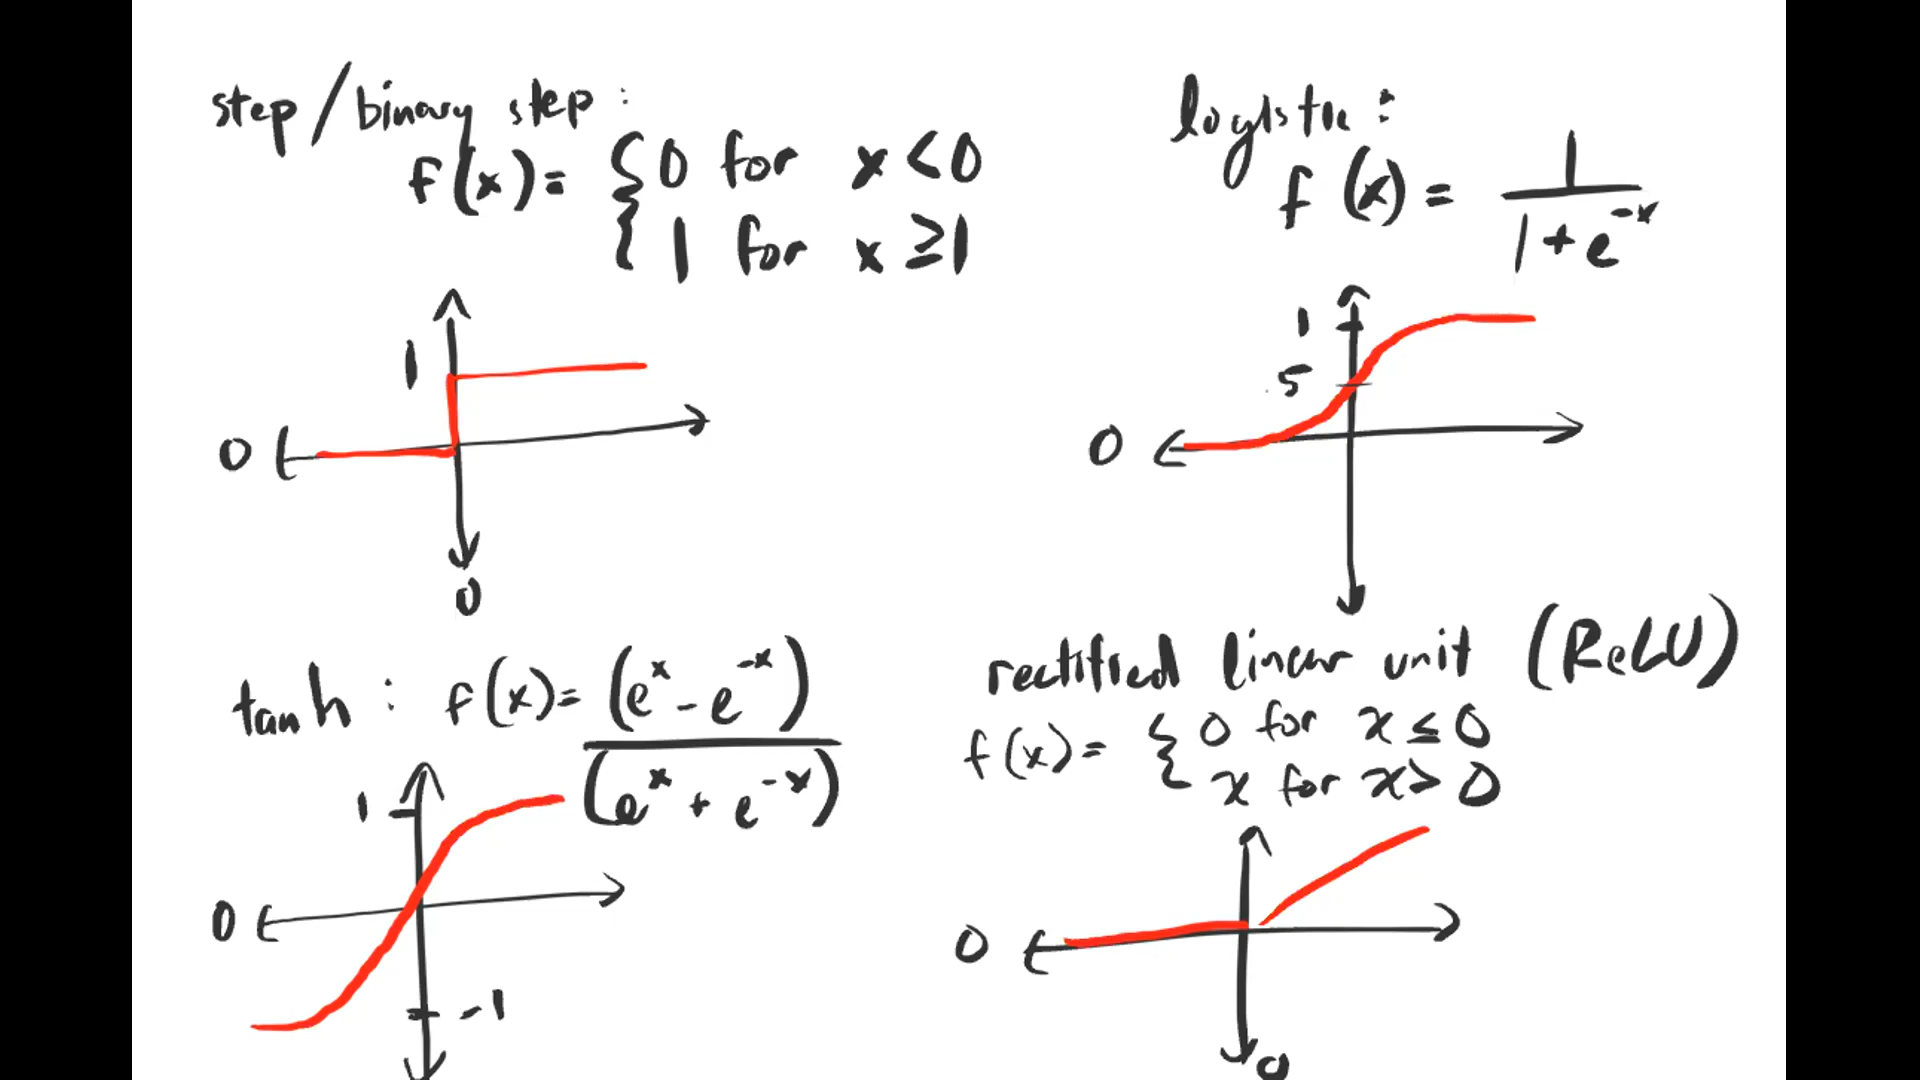 step/binary step:
f(x)= { 0 for x<0
{ 1 for x≥1
1
0
0
logistic:
f(x) = 1
1+e^-x
1
.5
0
tanh: f(x)= (e^x - e^-x)
(e^x + e^-x)
1
0
-1
rectified linear unit (ReLU)
f(x)= { 0 for x≤0
x for x>0
0
0